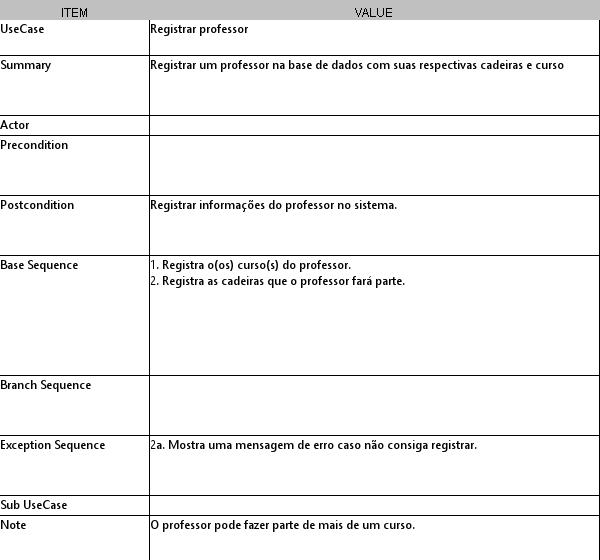 ITEM VALUE
UseCase Registrar professor
Summary Registrar um professor na base de dados com suas respectivas cadeiras e curso
Actor
Precondition
Postcondition Registrar informações do professor no sistema.
Base Sequence 1. Registra o(os) curso(s) do professor.
2. Registra as cadeiras que o professor fará parte.
Branch Sequence
Exception Sequence 2a. Mostra uma mensagem de erro caso não consiga registrar.
Sub UseCase
Note O professor pode fazer parte de mais de um curso.